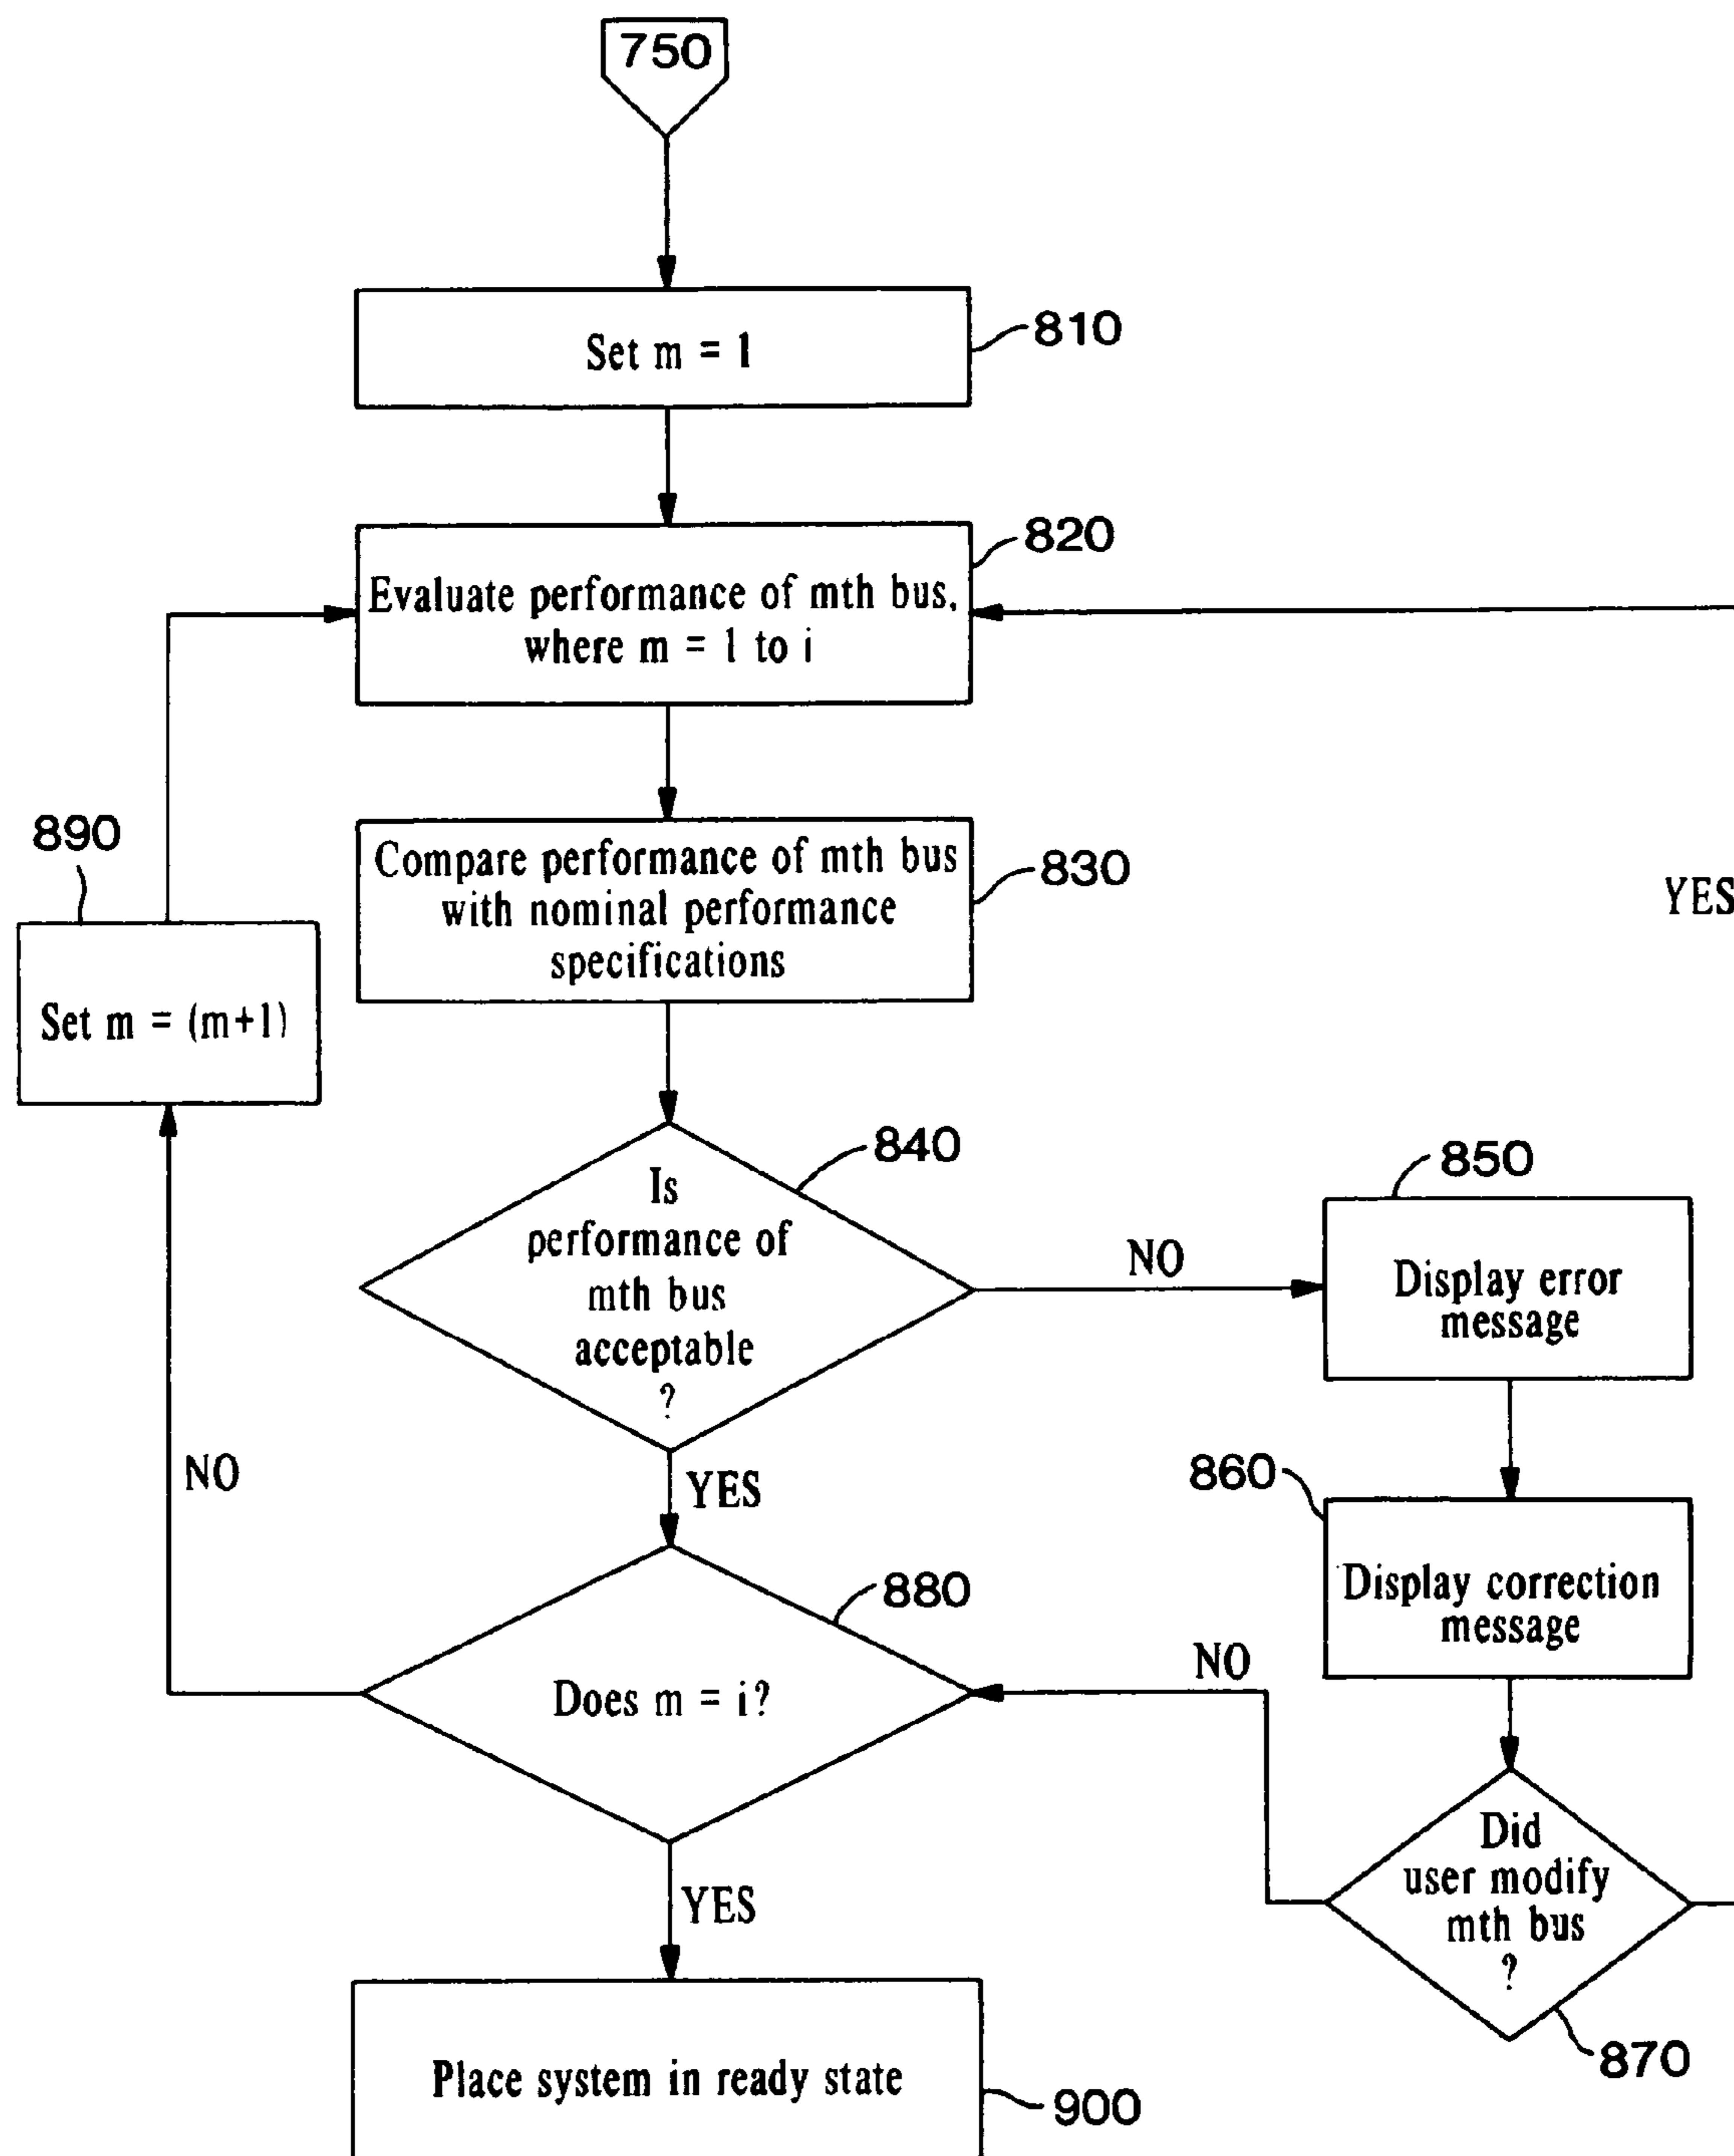 750
Set m = 1
810
820
Evaluate performance of mth bus,
where m = 1 to i
890
Compare performance of mth bus
with nominal performance
specifications
830
YES
Set m = (m+1)
840
Is
performance of
mth bus
acceptable
?
NO
850
Display error
message
NO
YES
860
Display correction
message
880
Does m = i?
NO
Did
user modify
mth bus
?
870
YES
Place system in ready state
900